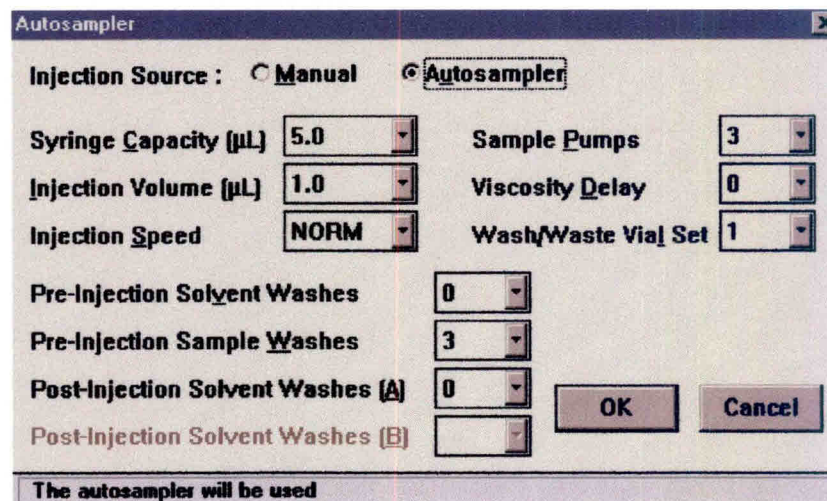 Autosampler
Injection Source : Manual Autosampler
Syringe Capacity (µL) 5.0 Sample Pumps 3
Injection Volume (µL) 1.0 Viscosity Delay 0
Injection Speed NORM Wash/Waste Vial Set 1
Pre-Injection Solvent Washes 0
Pre-Injection Sample Washes 3
Post-Injection Solvent Washes (A) 0
OK Cancel
Post-Injection Solvent Washes (B)
The autosampler will be used